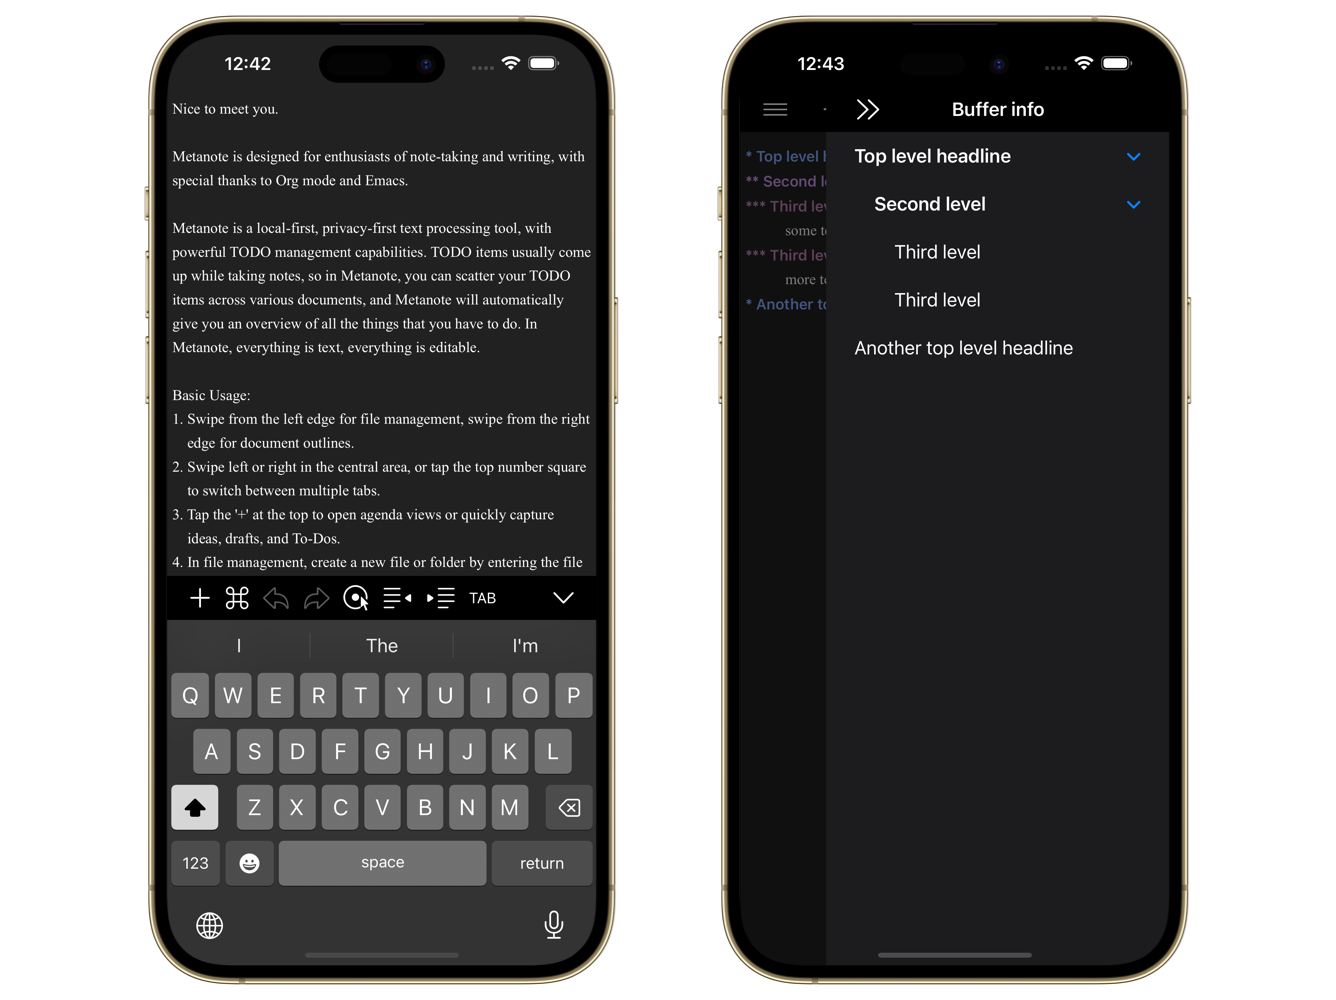 12:42
Nice to meet you.
Metanote is designed for enthusiasts of note-taking and writing, with
special thanks to Org mode and Emacs.
Metanote is a local-first, privacy-first text processing tool, with
powerful TODO management capabilities. TODO items usually come
up while taking notes, so in Metanote, you can scatter your TODO
items across various documents, and Metanote will automatically
give you an overview of all the things that you have to do. In
Metanote, everything is text, everything is editable.
Basic Usage:
1. Swipe from the left edge for file management, swipe from the right
edge for document outlines.
2. Swipe left or right in the central area, or tap the top number square
to switch between multiple tabs.
3. Tap the '+' at the top to open agenda views or quickly capture
ideas, drafts, and To-Dos.
4. In file management, create a new file or folder by entering the file
TAB
I The I'm
Q W E R T Y U I O P
A S D F G H J K L
Z X C V B N M
123 space return
12:43
Buffer info
* Top level
** Second
*** Third
some
*** Third
more
* Another
Top level headline
Second level
Third level
Third level
Another top level headline